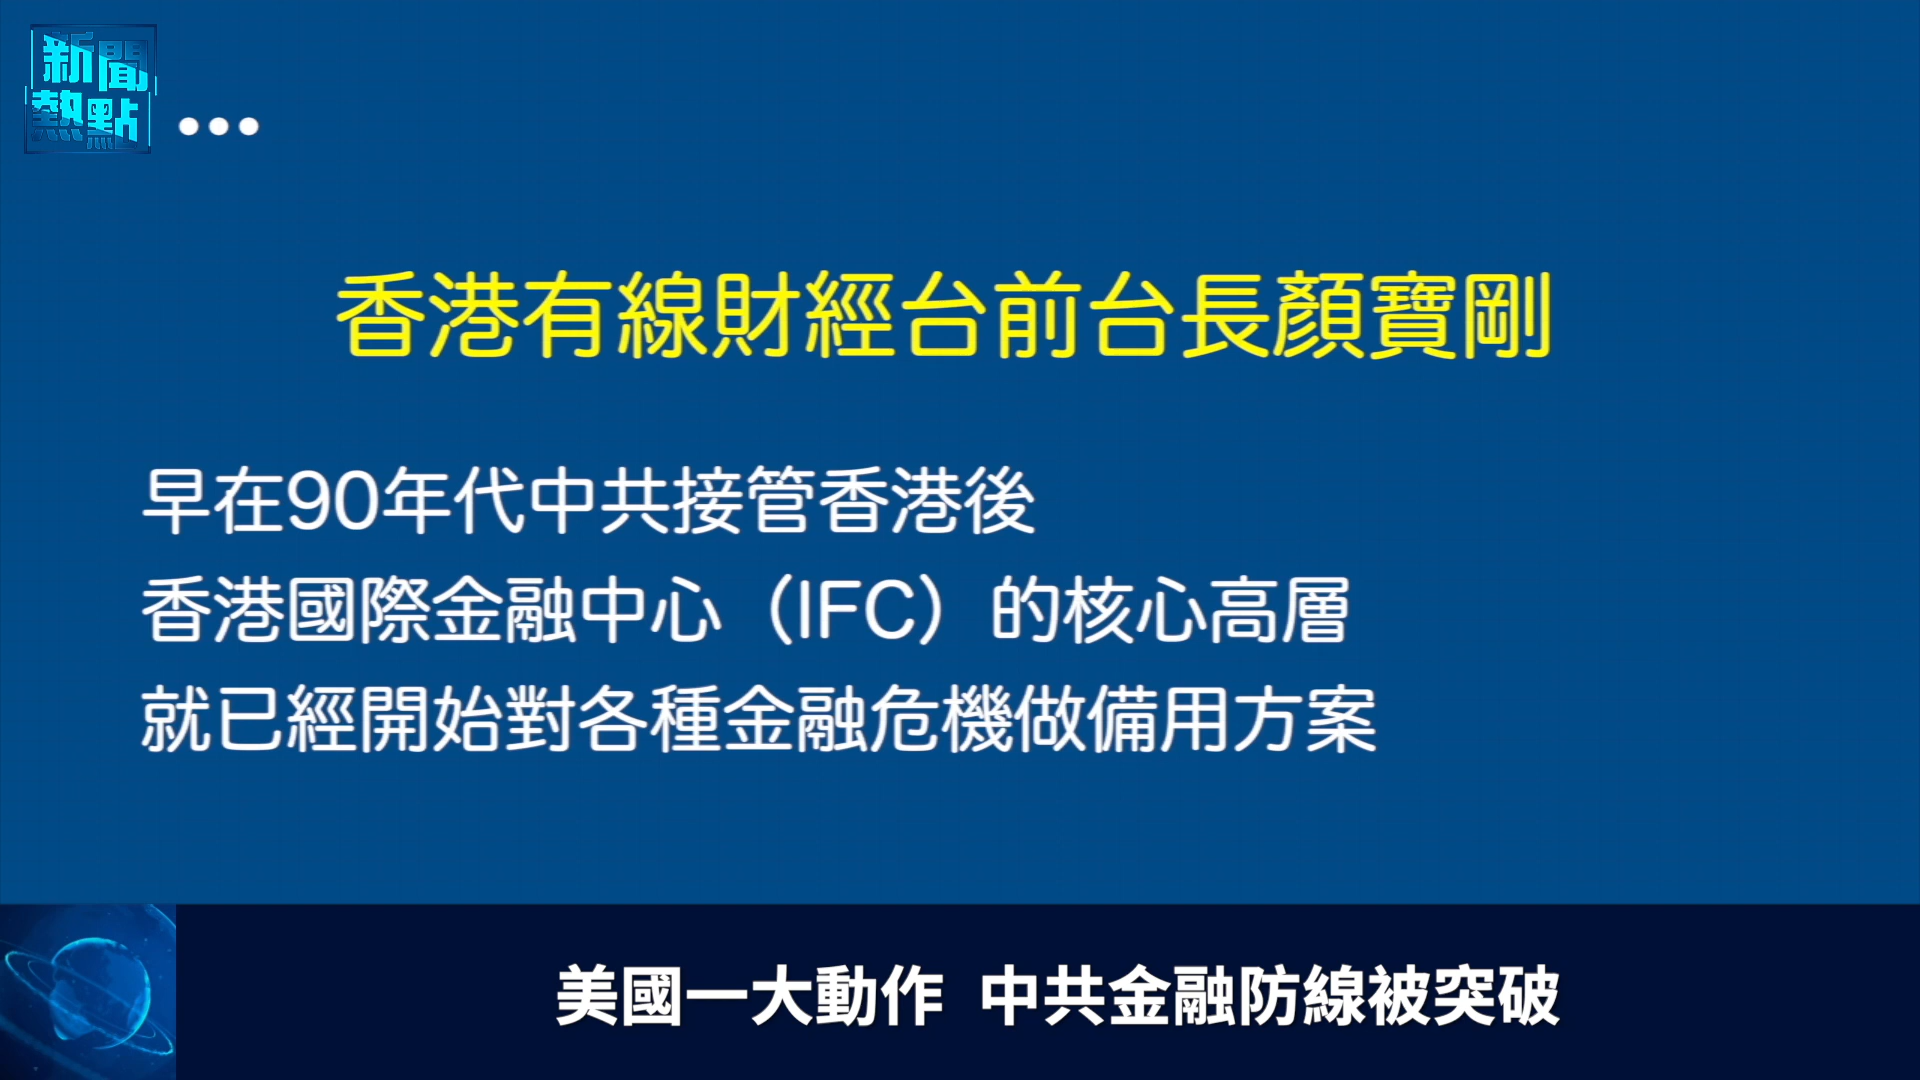 新聞
熱點
香港有線財經台前台長顏寶剛
早在90年代中共接管香港後
香港國際金融中心（IFC）的核心高層
就已經開始對各種金融危機做備用方案
美國一大動作 中共金融防線被突破